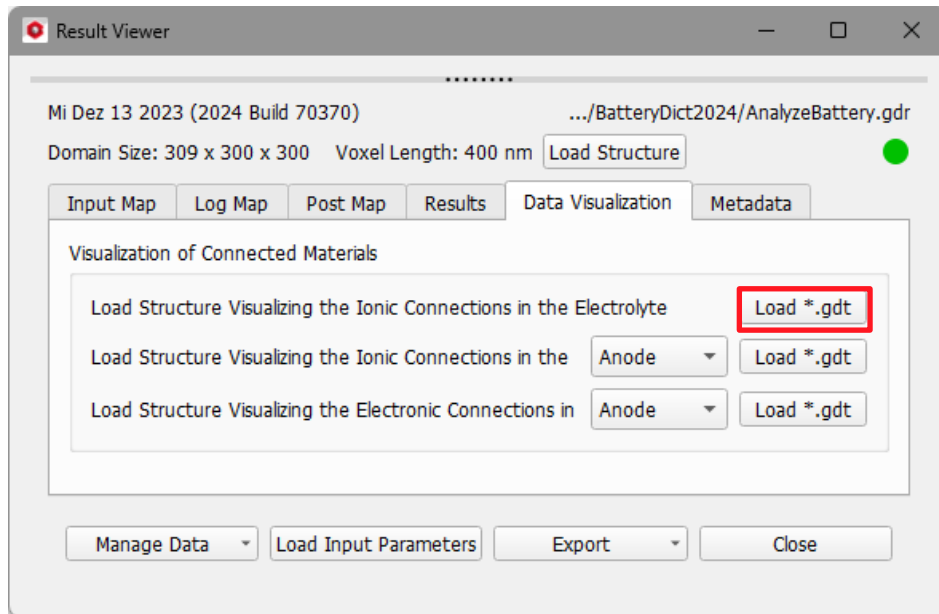 Result Viewer
Mi Dez 13 2023 (2024 Build 70370) .../BatteryDict2024/AnalyzeBattery.gdr
Domain Size: 309 x 300 x 300 Voxel Length: 400 nm Load Structure
Input Map Log Map Post Map Results Data Visualization Metadata
Visualization of Connected Materials
Load Structure Visualizing the Ionic Connections in the Electrolyte Load *.gdt
Load Structure Visualizing the Ionic Connections in the Anode Load *.gdt
Load Structure Visualizing the Electronic Connections in Anode Load *.gdt
Manage Data Load Input Parameters Export Close